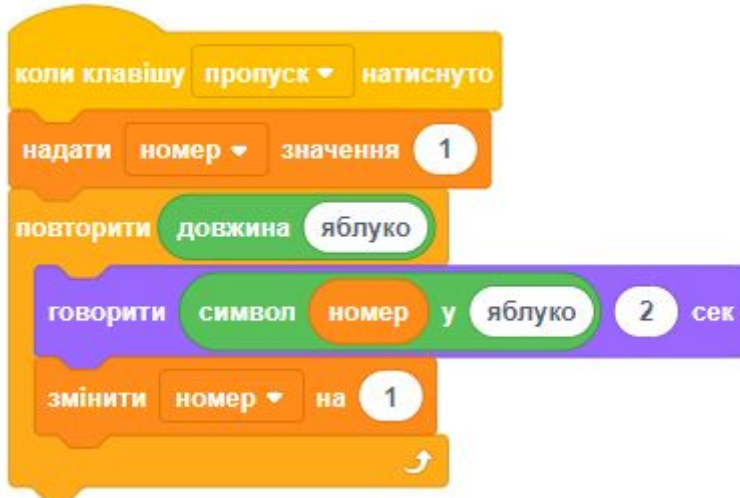 коли клавішу пропуск натиснуто
надати номер значення 1
повторити довжина яблуко
говорити символ номер у яблуко 2 сек
змінити номер на 1